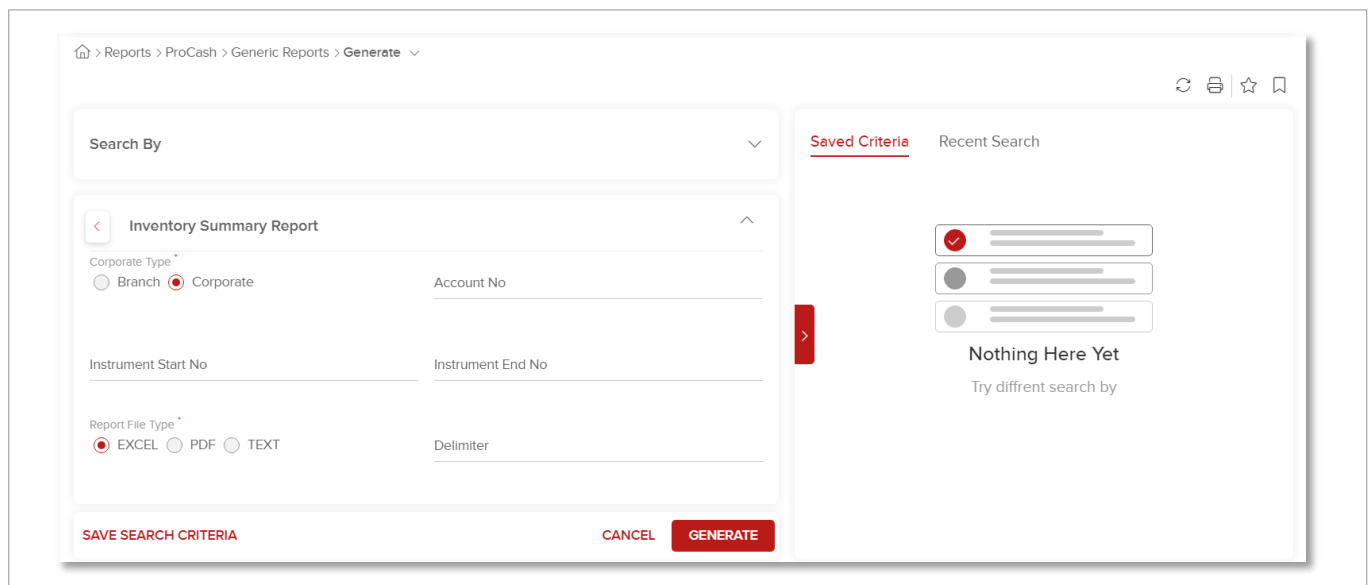 > Reports > ProCash > Generic Reports > Generate
Search By
Inventory Summary Report
Corporate Type *
Branch Corporate
Account No
Instrument Start No
Instrument End No
Report File Type *
EXCEL PDF TEXT
Delimiter
SAVE SEARCH CRITERIA
CANCEL
GENERATE
Saved Criteria
Recent Search
Nothing Here Yet
Try diffrent search by